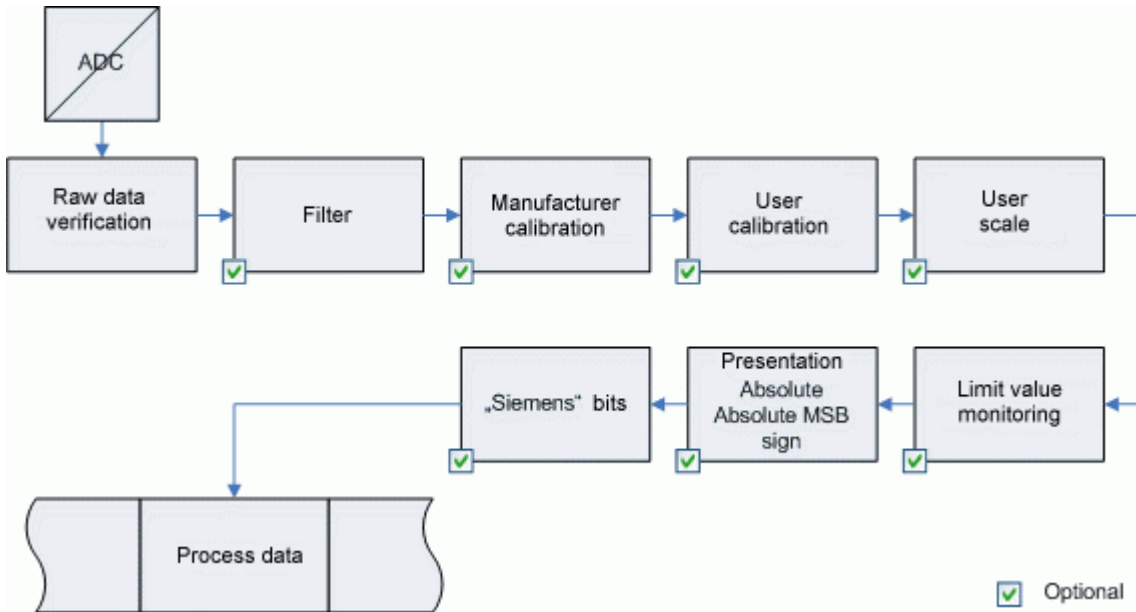 ADC
Raw data
verification
Filter
Manufacturer
calibration
User
calibration
User
scale
Limit value
monitoring
Presentation
Absolute
Absolute MSB
sign
„Siemens“ bits
Process data
Optional